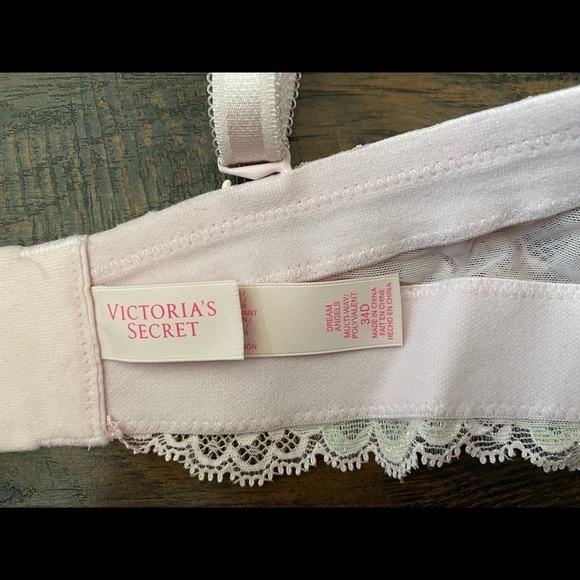 VICTORIA'S
SECRET
DREAM
ANGELS
MULTI-WAY/
POLYVALENT
34D
MADE IN CHINA
FAIT EN CHINE
HECHO EN CHINA